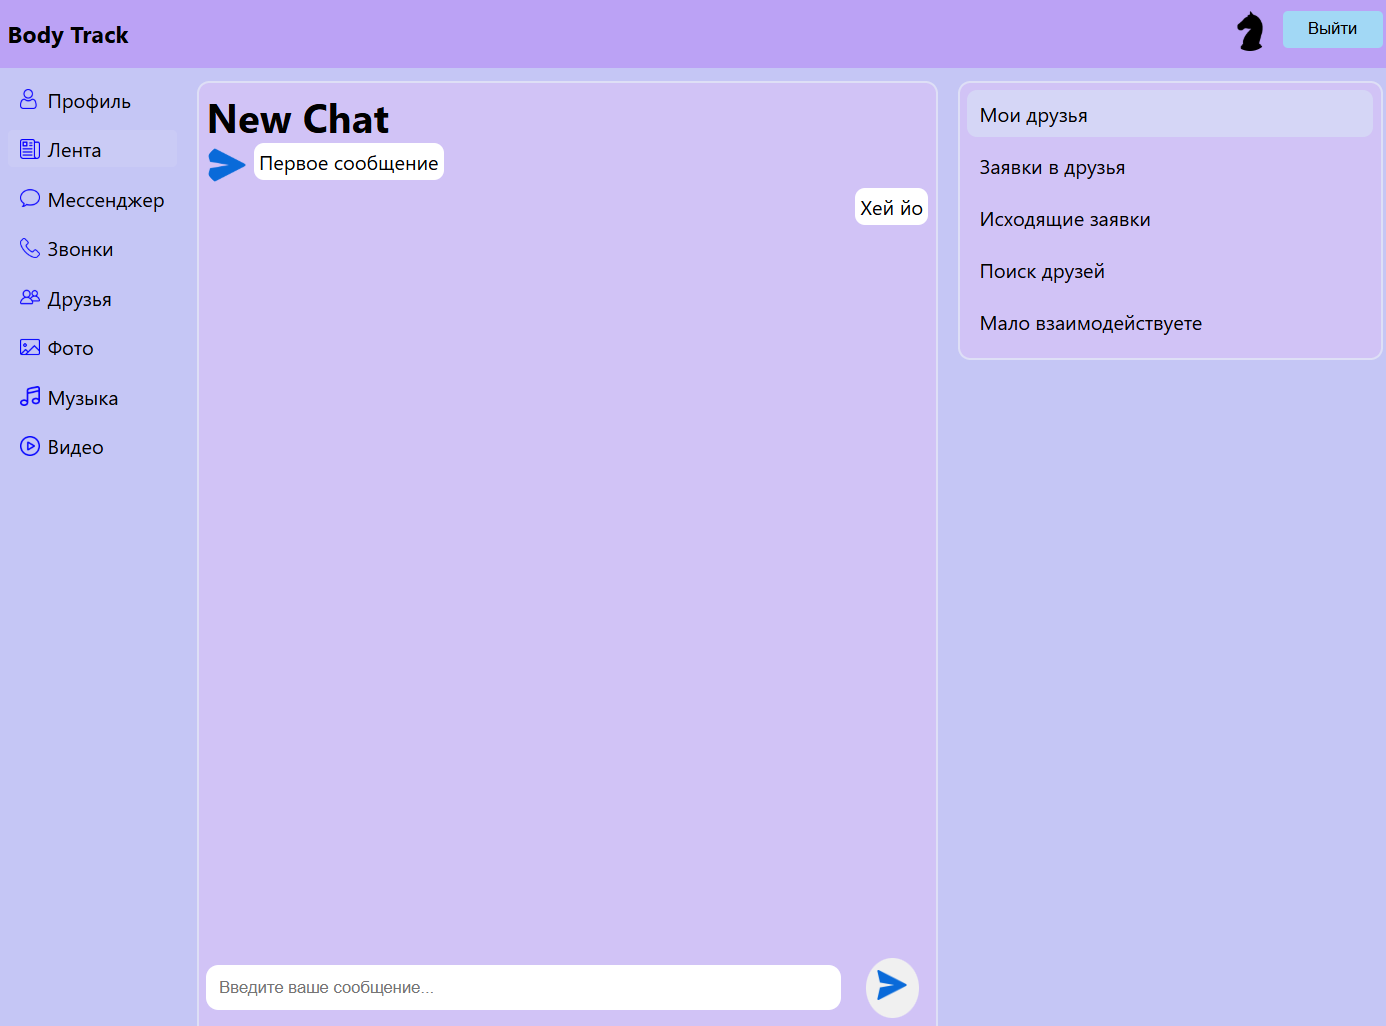 Body Track
Выйти
Профиль
Лента
Мессенджер
Звонки
Друзья
Фото
Музыка
Видео
New Chat
Первое сообщение
Хей йо
Введите ваше сообщение...
Мои друзья
Заявки в друзья
Исходящие заявки
Поиск друзей
Мало взаимодействуете